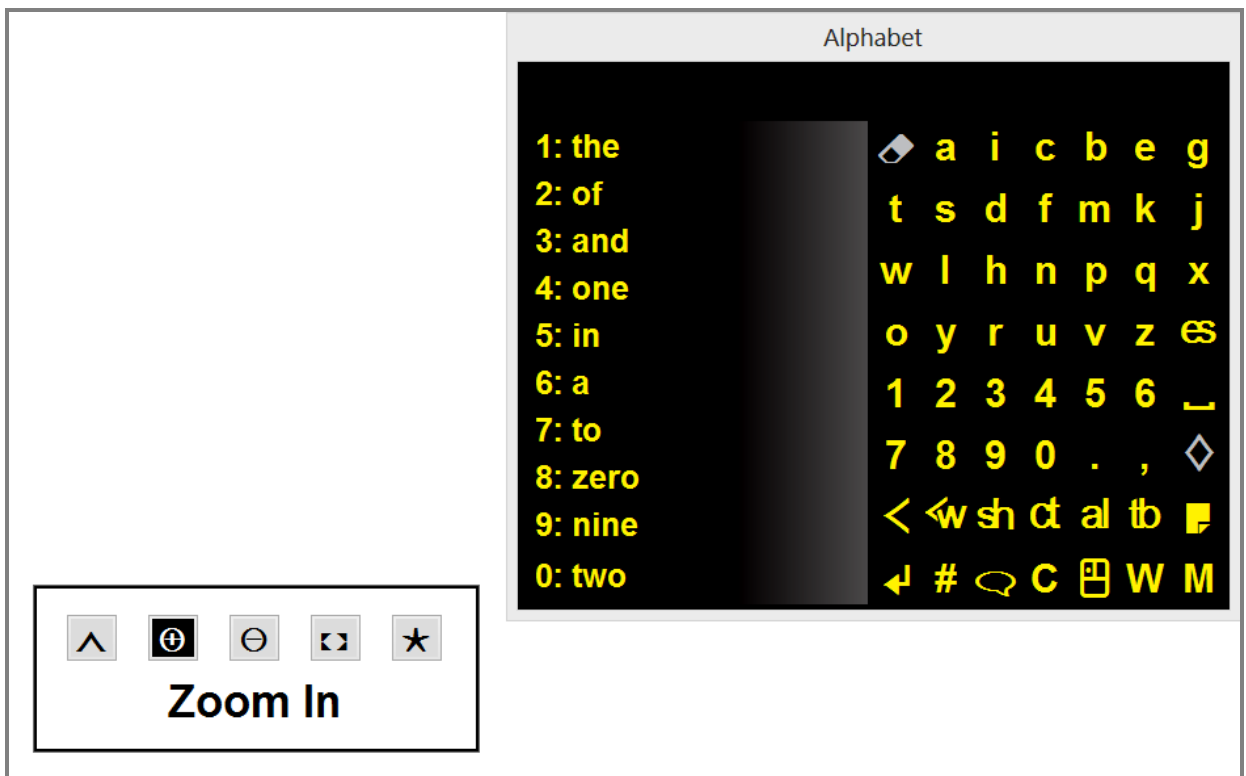 Alphabet
1: the
2: of
3: and
4: one
5: in
6: a
7: to
8: zero
9: nine
0: two
a i c b e g
t s d f m k j
w l h n p q x
o y r u v z es
1 2 3 4 5 6
7 8 9 0 . ,
< <w sh ct al tb
# C W M
Zoom In